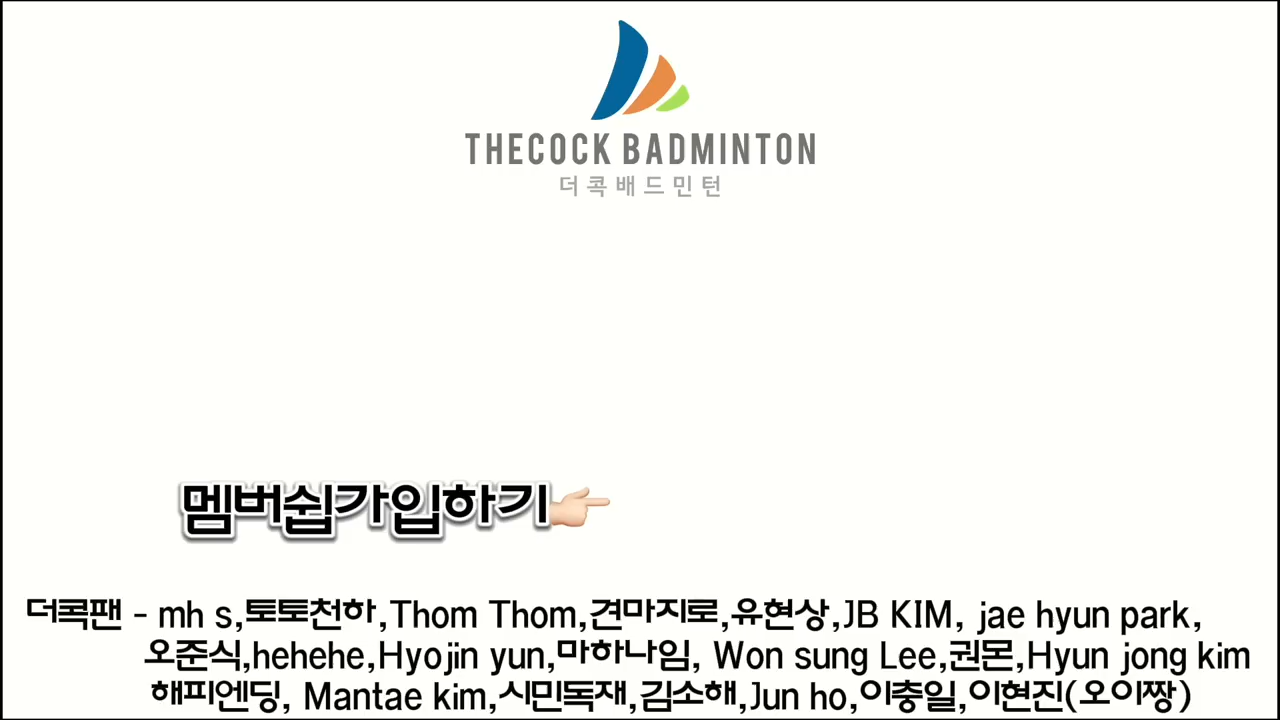 THECOCK BADMINTON
더콕배드민턴
멤버쉽가입하기
더콕팬 - mh s,토토천하,Thom Thom,견마지로,유현상,JB KIM, jae hyun park,
오준식,hehehe,Hyojin yun,마하나임, Won sung Lee,권몬,Hyun jong kim
해피엔딩, Mantae kim,시민독재,김소해,Jun ho,이충일,이현진(오이짱)